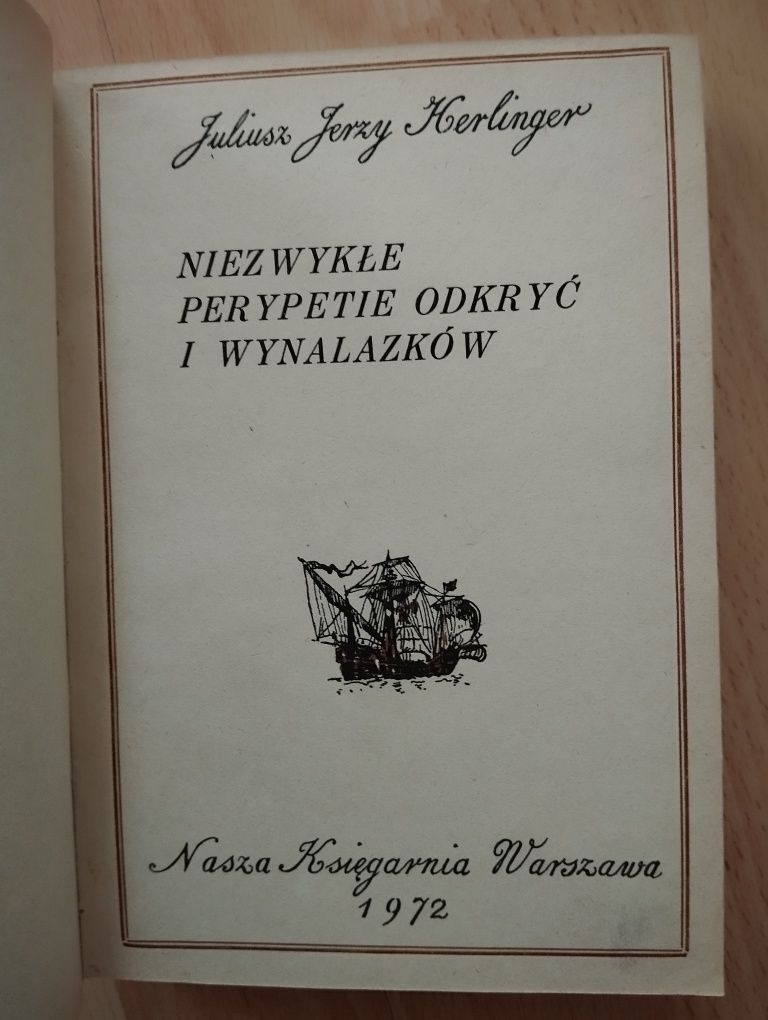 Juliusz Jerzy Herlinger
NIEZWYKŁE
PERYPETIE ODKRYĆ
I WYNALAZKÓW
Nasza Księgarnia Warszawa
1972